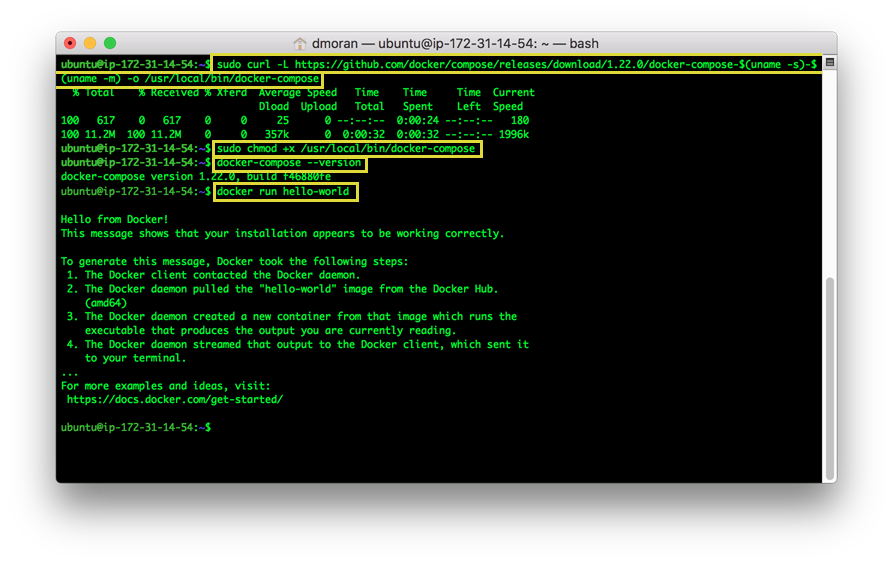 dmoran — ubuntu@ip-172-31-14-54: ~ — bash
ubuntu@ip-172-31-14-54:~$ sudo curl -L https://github.com/docker/compose/releases/download/1.22.0/docker-compose-$(uname -s)-$
(uname -m) -o /usr/local/bin/docker-compose
  % Total    % Received % Xferd  Average Speed   Time    Time     Time  Current
                                 Dload  Upload   Total   Spent    Left  Speed
100   617    0   617    0     0     25      0 --:--:--  0:00:24 --:--:--   180
100 11.2M  100 11.2M    0     0   357k      0  0:00:32  0:00:32 --:--:-- 1996k
ubuntu@ip-172-31-14-54:~$ sudo chmod +x /usr/local/bin/docker-compose
ubuntu@ip-172-31-14-54:~$ docker-compose --version
docker-compose version 1.22.0, build f46880fe
ubuntu@ip-172-31-14-54:~$ docker run hello-world
Hello from Docker!
This message shows that your installation appears to be working correctly.
To generate this message, Docker took the following steps:
 1. The Docker client contacted the Docker daemon.
 2. The Docker daemon pulled the "hello-world" image from the Docker Hub.
    (amd64)
 3. The Docker daemon created a new container from that image which runs the
    executable that produces the output you are currently reading.
 4. The Docker daemon streamed that output to the Docker client, which sent it
    to your terminal.
...
For more examples and ideas, visit:
 https://docs.docker.com/get-started/
ubuntu@ip-172-31-14-54:~$